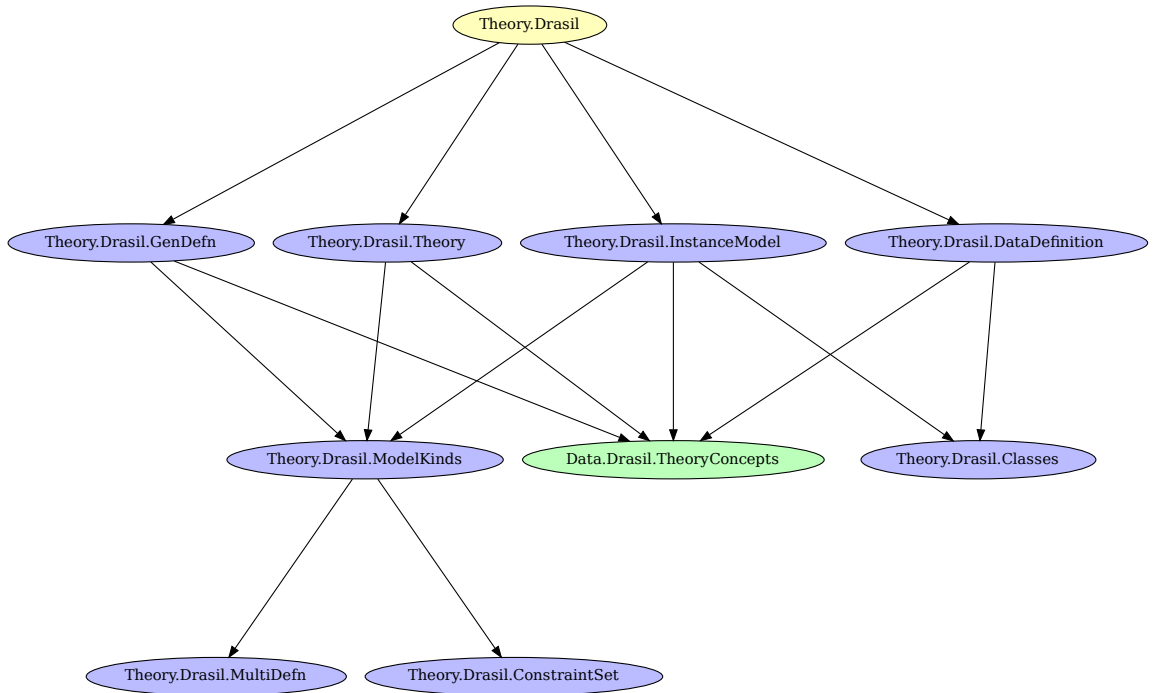 Theory.Drasil
Theory.Drasil.GenDefn
Theory.Drasil.Theory
Theory.Drasil.InstanceModel
Theory.Drasil.DataDefinition
Theory.Drasil.ModelKinds
Data.Drasil.TheoryConcepts
Theory.Drasil.Classes
Theory.Drasil.MultiDefn
Theory.Drasil.ConstraintSet